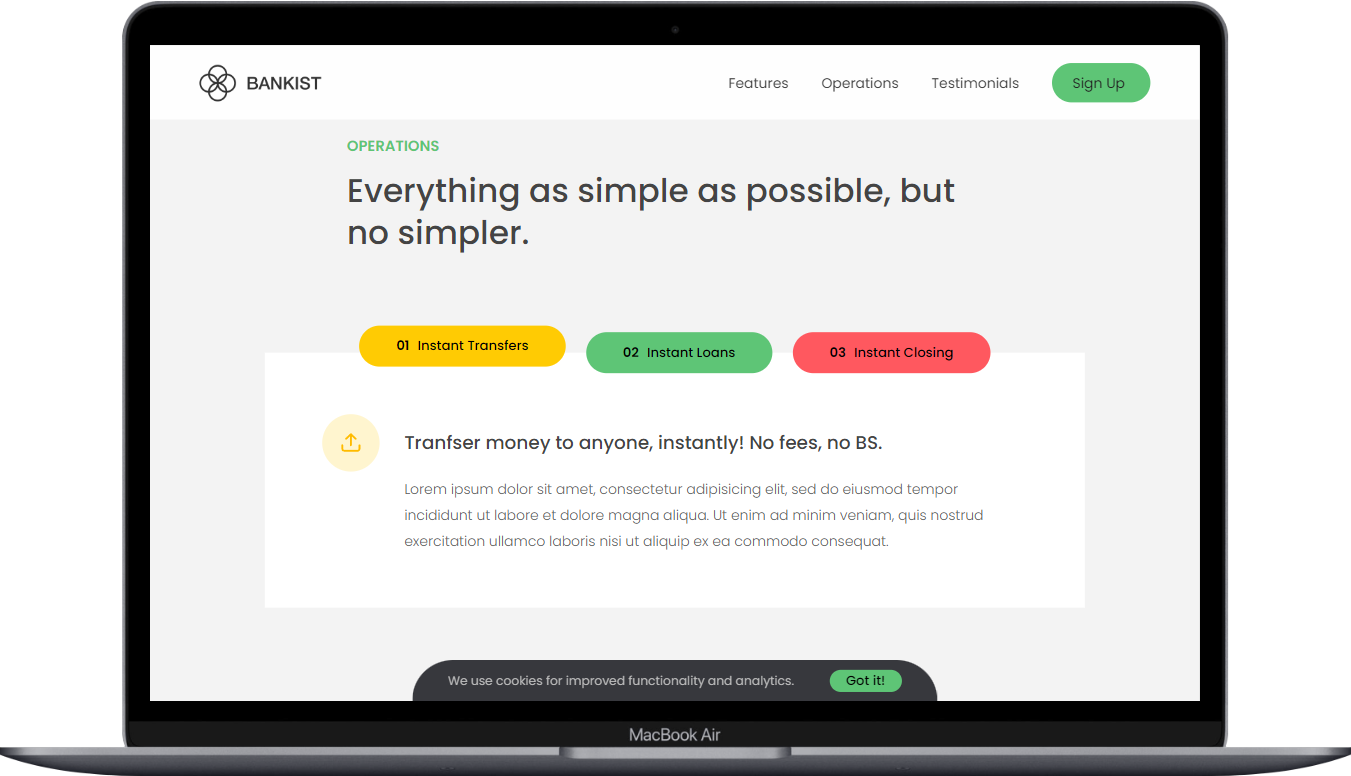 BANKIST
Features Operations Testimonials Sign Up
OPERATIONS
Everything as simple as possible, but
no simpler.
01 Instant Transfers
02 Instant Loans
03 Instant Closing
Tranfser money to anyone, instantly! No fees, no BS.
Lorem ipsum dolor sit amet, consectetur adipisicing elit, sed do eiusmod tempor
incididunt ut labore et dolore magna aliqua. Ut enim ad minim veniam, quis nostrud
exercitation ullamco laboris nisi ut aliquip ex ea commodo consequat.
We use cookies for improved functionality and analytics. Got it!
MacBook Air